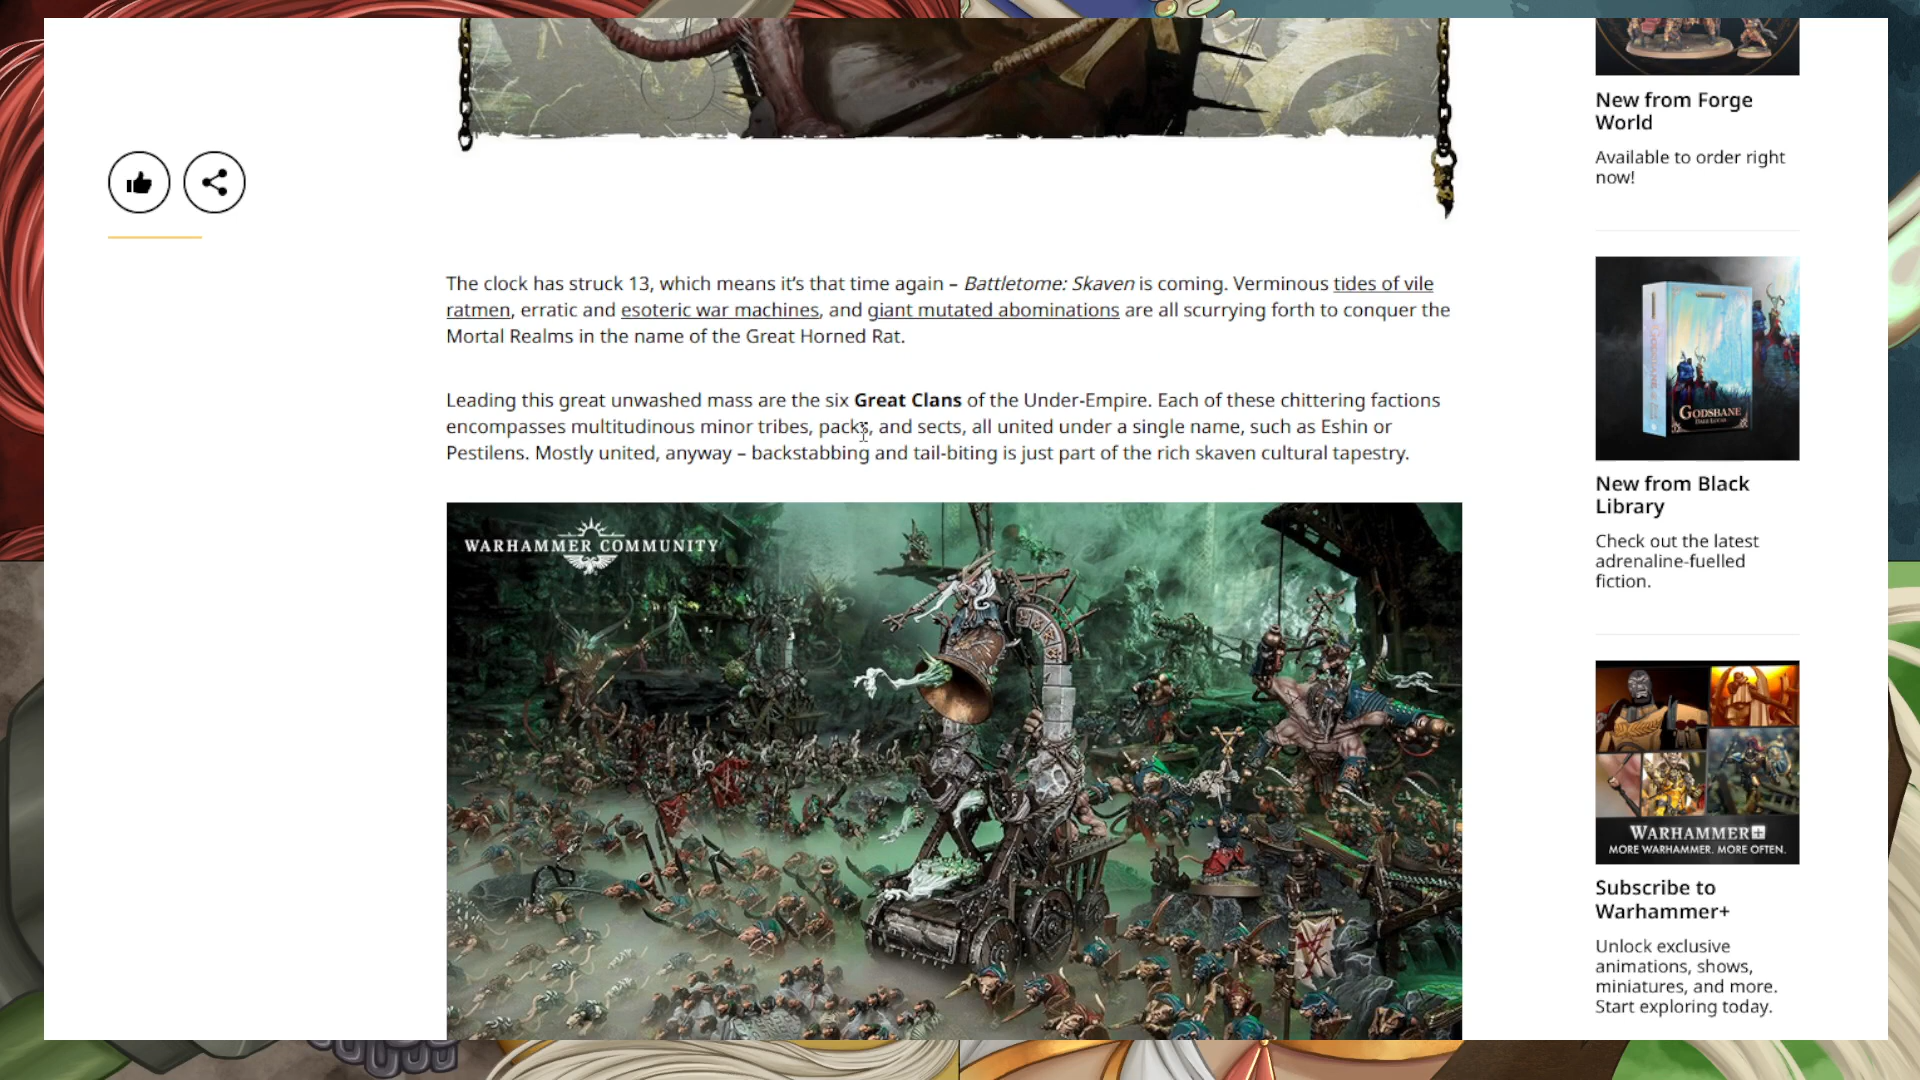 The clock has struck 13, which means it’s that time again – Battletome: Skaven is coming. Verminous tides of vile
ratmen, erratic and esoteric war machines, and giant mutated abominations are all scurrying forth to conquer the
Mortal Realms in the name of the Great Horned Rat.
Leading this great unwashed mass are the six Great Clans of the Under-Empire. Each of these chittering factions
encompasses multitudinous minor tribes, packs, and sects, all united under a single name, such as Eshin or
Pestilens. Mostly united, anyway – backstabbing and tail-biting is just part of the rich skaven cultural tapestry.
WARHAMMER COMMUNITY
New from Forge
World
Available to order right
now!
GODSBANE
New from Black
Library
Check out the latest
adrenaline-fuelled
fiction.
WARHAMMER+
MORE WARHAMMER. MORE OFTEN.
Subscribe to
Warhammer+
Unlock exclusive
animations, shows,
miniatures, and more.
Start exploring today.